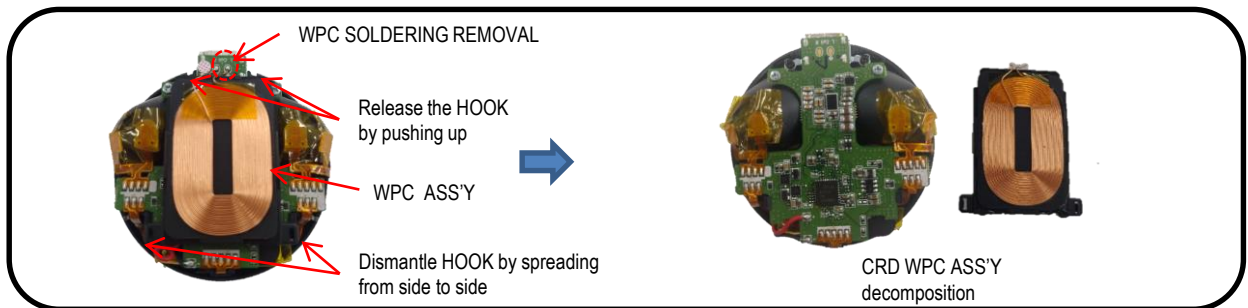 WPC SOLDERING REMOVAL
Release the HOOK
by pushing up
WPC ASS'Y
Dismantle HOOK by spreading
from side to side
CRD WPC ASS'Y
decomposition